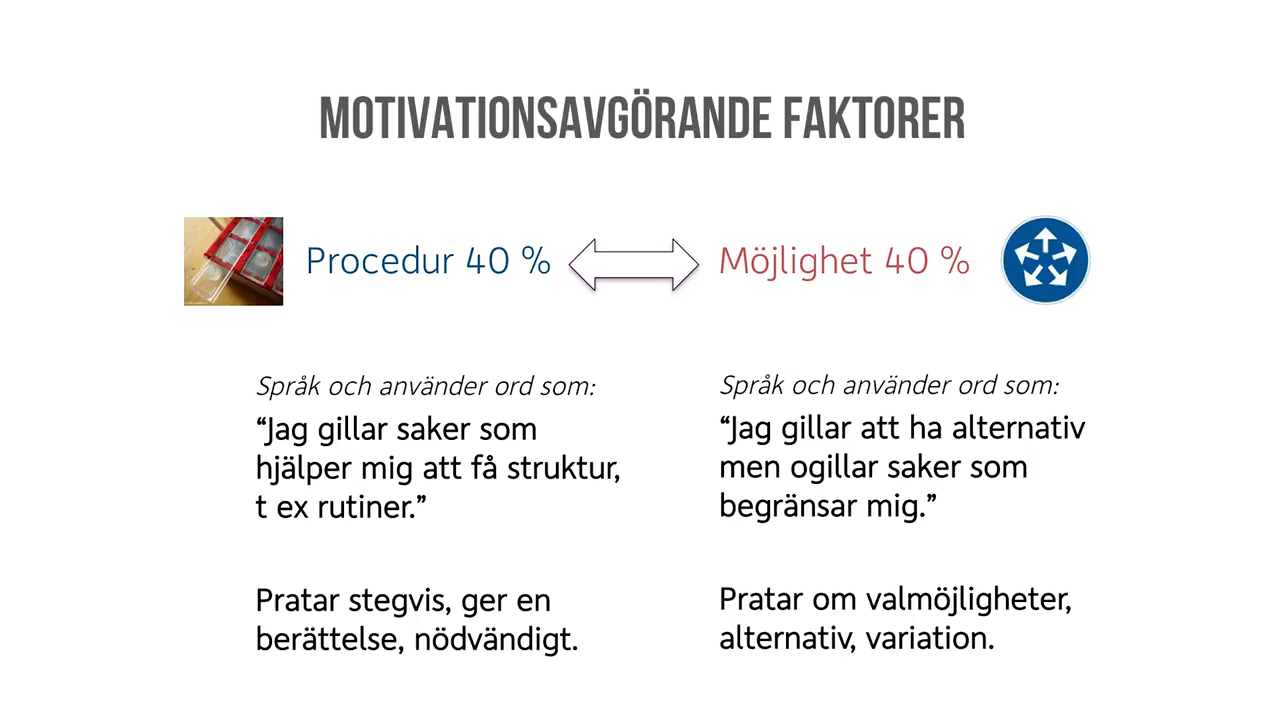 MOTIVATIONSAVGÖRANDE FAKTORER
Procedur 40 %
Möjlighet 40 %
Språk och använder ord som:
“Jag gillar saker som
hjälper mig att få struktur,
t ex rutiner.”
Pratar stegvis, ger en
berättelse, nödvändigt.
Språk och använder ord som:
“Jag gillar att ha alternativ
men ogillar saker som
begränsar mig.”
Pratar om valmöjligheter,
alternativ, variation.